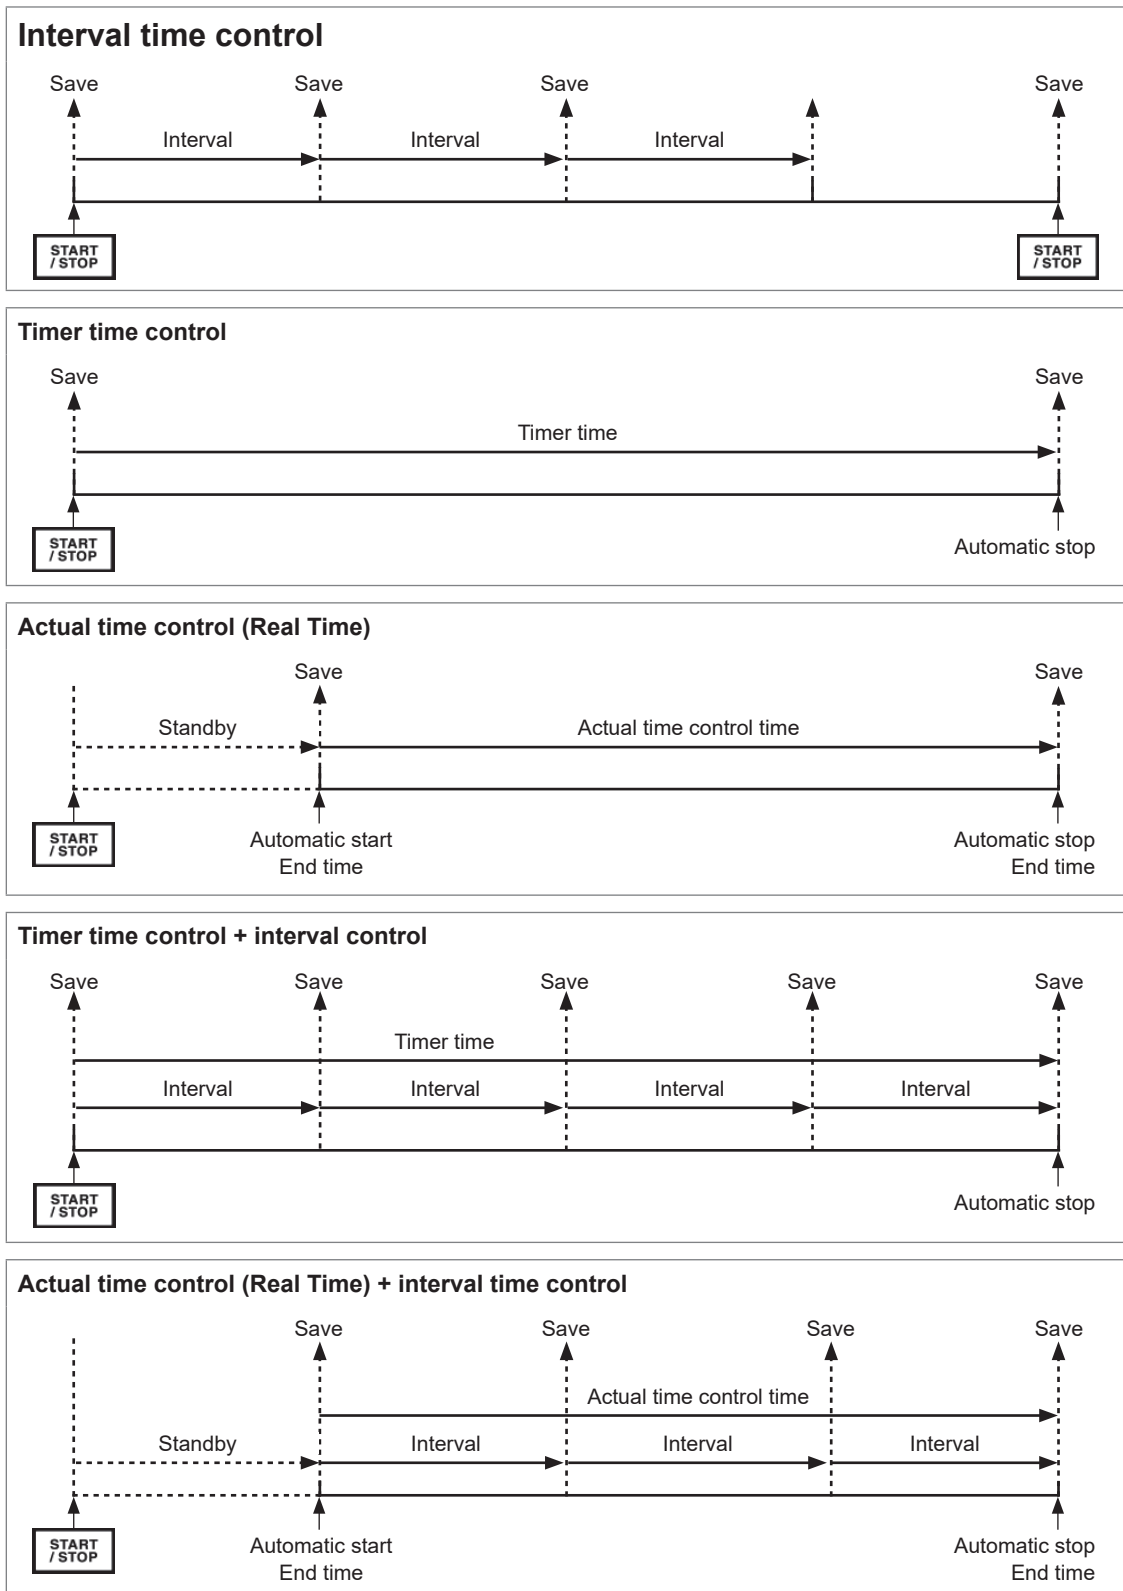 Interval time control
Save Save Save Save
Interval Interval Interval
START
/ STOP
START
/ STOP
Timer time control
Save Save
Timer time
START
/ STOP
Automatic stop
Actual time control (Real Time)
Save Save
Standby Actual time control time
START
/ STOP
Automatic start
End time
Automatic stop
End time
Timer time control + interval control
Save Save Save Save Save
Timer time
Interval Interval Interval Interval
START
/ STOP
Automatic stop
Actual time control (Real Time) + interval time control
Save Save Save Save
Actual time control time
Standby Interval Interval Interval
START
/ STOP
Automatic start
End time
Automatic stop
End time